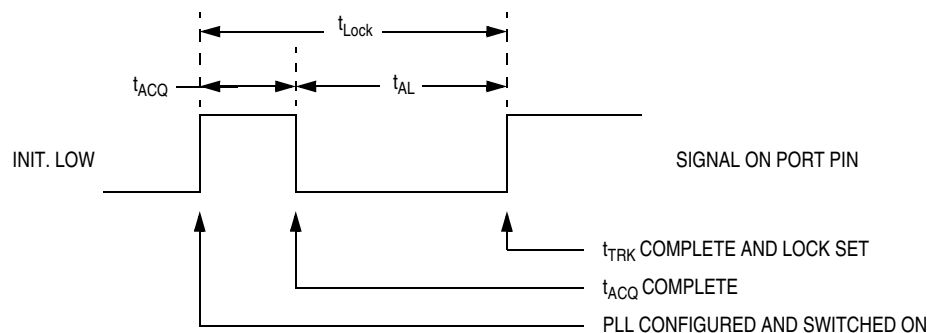 tLock
tACQ
tAL
INIT. LOW
SIGNAL ON PORT PIN
tTRK COMPLETE AND LOCK SET
tACQ COMPLETE
PLL CONFIGURED AND SWITCHED ON